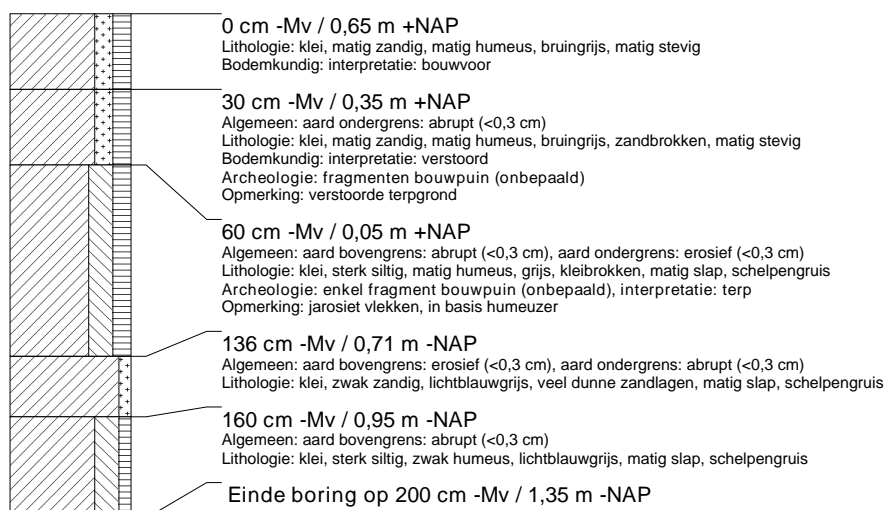 0 cm -Mv / 0,65 m +NAP
Lithologie: klei, matig zandig, matig humeus, bruingrijs, matig stevig
Bodemkundig: interpretatie: bouwvoor
30 cm -Mv / 0,35 m +NAP
Algemeen: aard ondergrens: abrupt (<0,3 cm)
Lithologie: klei, matig zandig, matig humeus, bruingrijs, zandbrokken, matig stevig
Bodemkundig: interpretatie: verstoord
Archeologie: fragmenten bouwpuin (onbepaald)
Opmerking: verstoorde terpgrond
60 cm -Mv / 0,05 m +NAP
Algemeen: aard bovengrens: abrupt (<0,3 cm), aard ondergrens: erosief (<0,3 cm)
Lithologie: klei, sterk siltig, matig humeus, grijs, kleibrokken, matig slap, schelpengruis
Archeologie: enkel fragment bouwpuin (onbepaald), interpretatie: terp
Opmerking: jarosiet vlekken, in basis humeuzer
136 cm -Mv / 0,71 m -NAP
Algemeen: aard bovengrens: erosief (<0,3 cm), aard ondergrens: abrupt (<0,3 cm)
Lithologie: klei, zwak zandig, lichtblauwgrijs, veel dunne zandlagen, matig slap, schelpengruis
160 cm -Mv / 0,95 m -NAP
Algemeen: aard bovengrens: abrupt (<0,3 cm)
Lithologie: klei, sterk siltig, zwak humeus, lichtblauwgrijs, matig slap, schelpengruis
Einde boring op 200 cm -Mv / 1,35 m -NAP